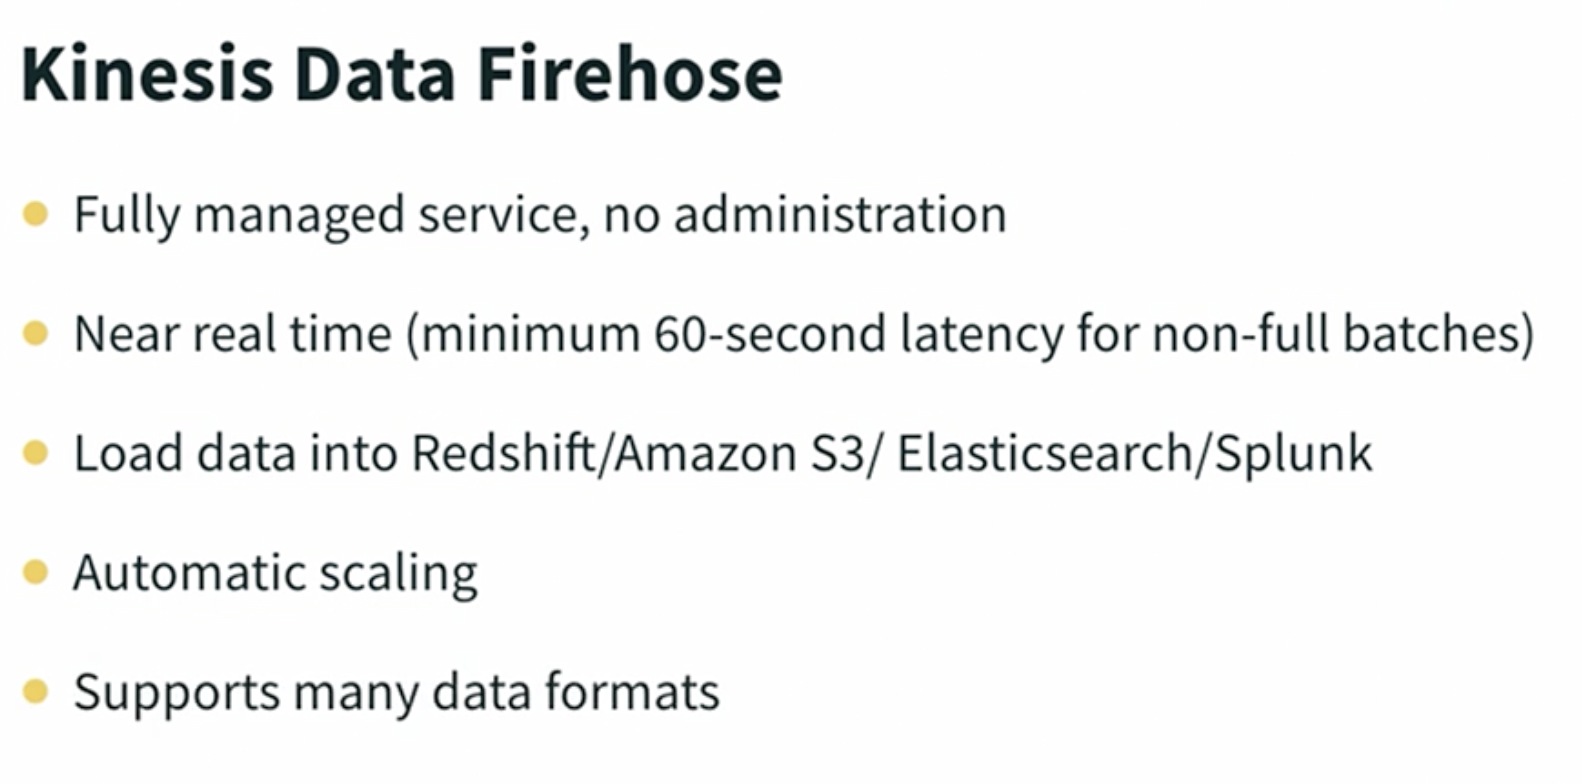 Kinesis Data Firehose
Fully managed service, no administration
Near real time (minimum 60-second latency for non-full batches)
Load data into Redshift/Amazon S3/ Elasticsearch/Splunk
Automatic scaling
Supports many data formats